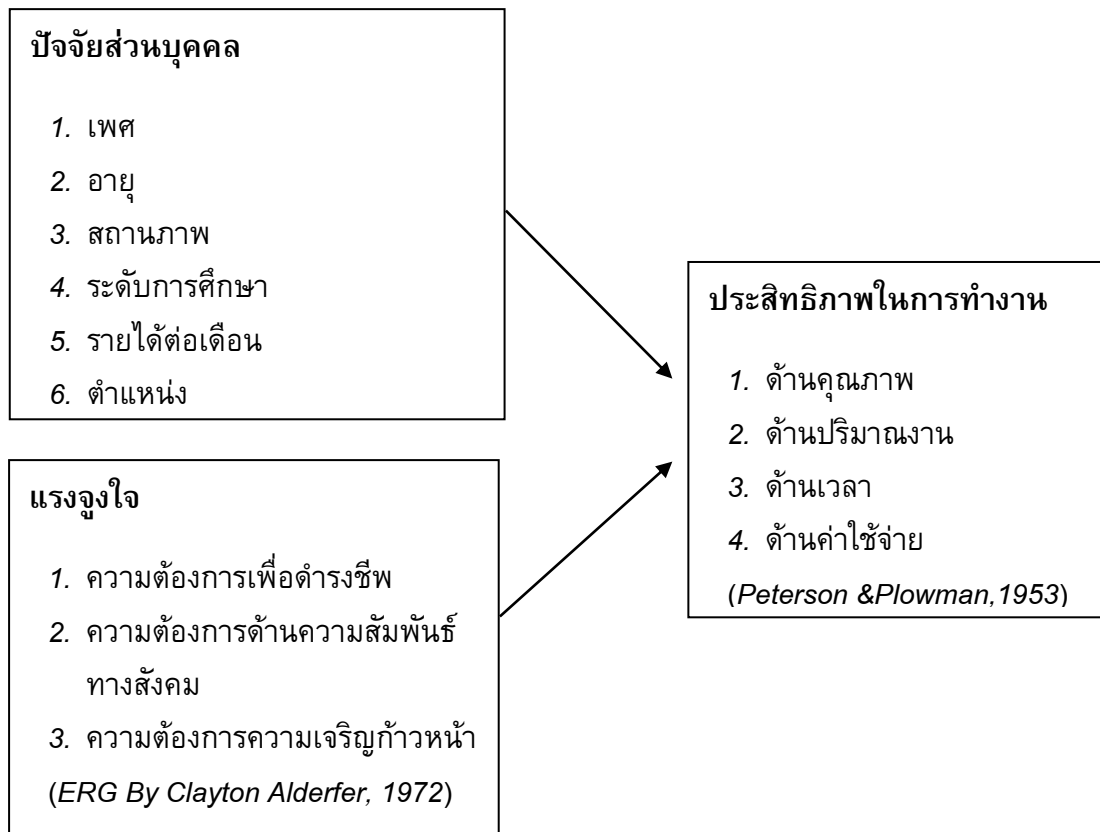 ปัจจัยส่วนบุคคล
1. เพศ
2. อายุ
3. สถานภาพ
4. ระดับการศึกษา
5. รายได้ต่อเดือน
6. ตำแหน่ง
แรงจูงใจ
1. ความต้องการเพื่อดำรงชีพ
2. ความต้องการด้านความสัมพันธ์
ทางสังคม
3. ความต้องการความเจริญก้าวหน้า
(ERG By Clayton Alderfer, 1972)
ประสิทธิภาพในการทำงาน
1. ด้านคุณภาพ
2. ด้านปริมาณงาน
3. ด้านเวลา
4. ด้านค่าใช้จ่าย
(Peterson &Plowman,1953)